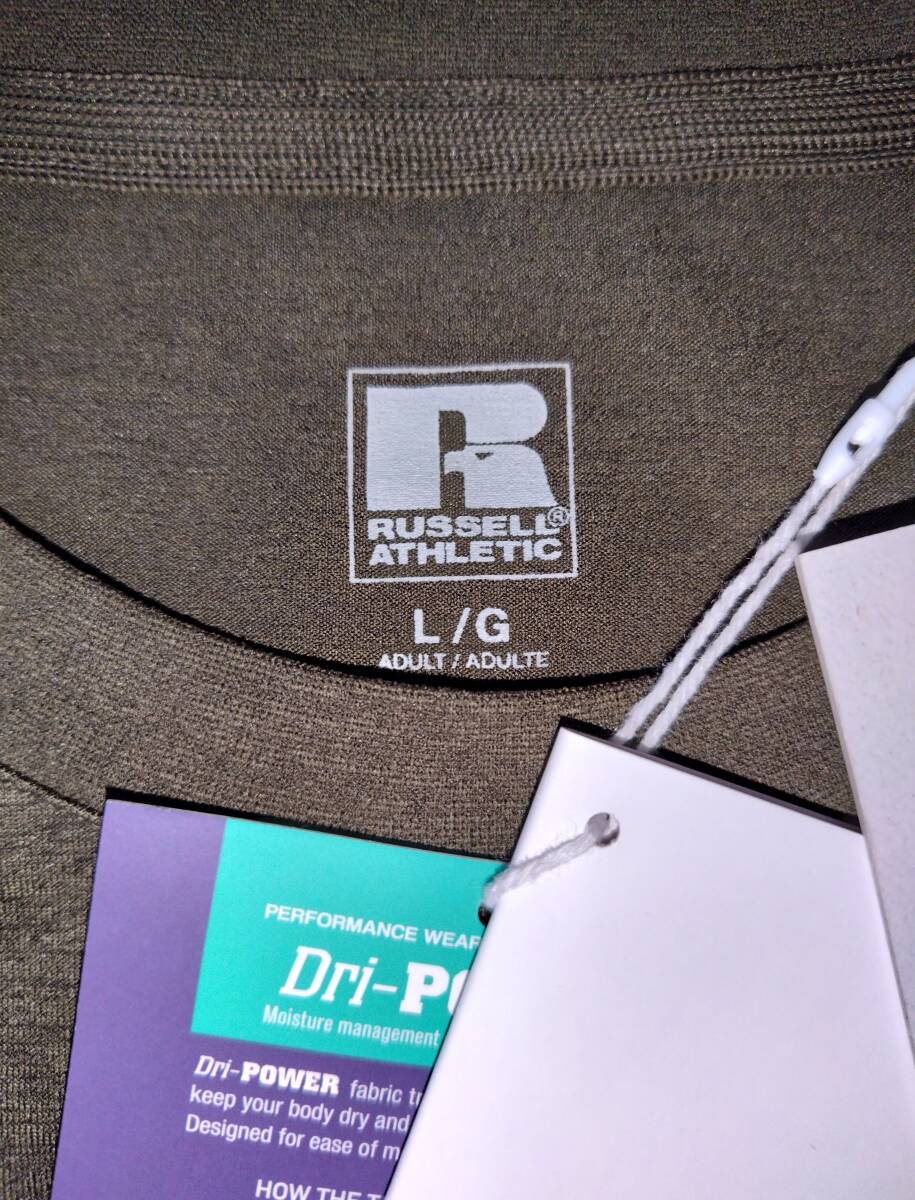 RUSSELL®
ATHLETIC
L/G
ADULT / ADULTE
PERFORMANCE WEAR
Dri-
Moisture management
Dri-POWER fabric
keep your body dry and
Designed for ease of
HOW THE